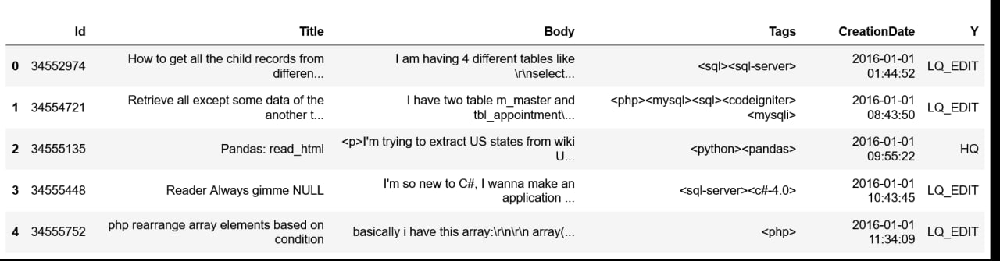 Id Title Body Tags CreationDate Y
0 34552974 How to get all the child records from differen... I am having 4 different tables like \r\nselect... <sql><sql-server> 2016-01-01 01:44:52 LQ_EDIT
1 34554721 Retrieve all except some data of the another t... I have two table m_master and tbl_appointment\... <php><mysql><sql><codeigniter><mysqli> 2016-01-01 08:43:50 LQ_EDIT
2 34555135 Pandas: read_html <p>I'm trying to extract US states from wiki U... <python><pandas> 2016-01-01 09:55:22 HQ
3 34555448 Reader Always gimme NULL I'm so new to C#, I wanna make an application ... <sql-server><c#-4.0> 2016-01-01 10:43:45 LQ_EDIT
4 34555752 php rearrange array elements based on condition basically i have this array:\r\n\r\n array(... <php> 2016-01-01 11:34:09 LQ_EDIT